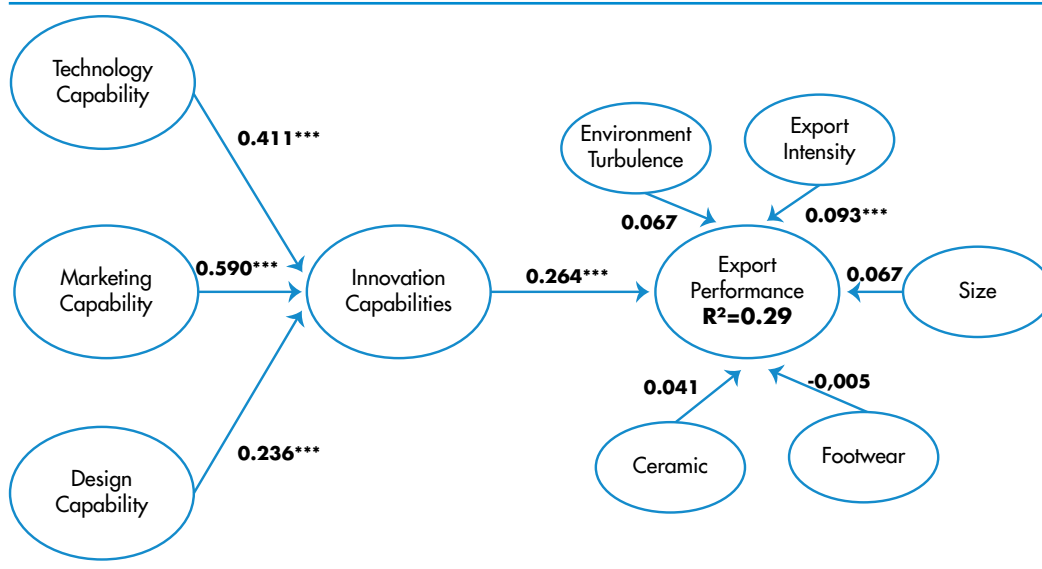 Technology
Capability
0.411***
Marketing
Capability
0.590***
Design
Capability
0.236***
Innovation
Capabilities
0.264***
Environment
Turbulence
0.067
Export
Intensity
0.093***
Export
Performance
R²=0.29
0.067
Size
0.041
Ceramic
-0,005
Footwear